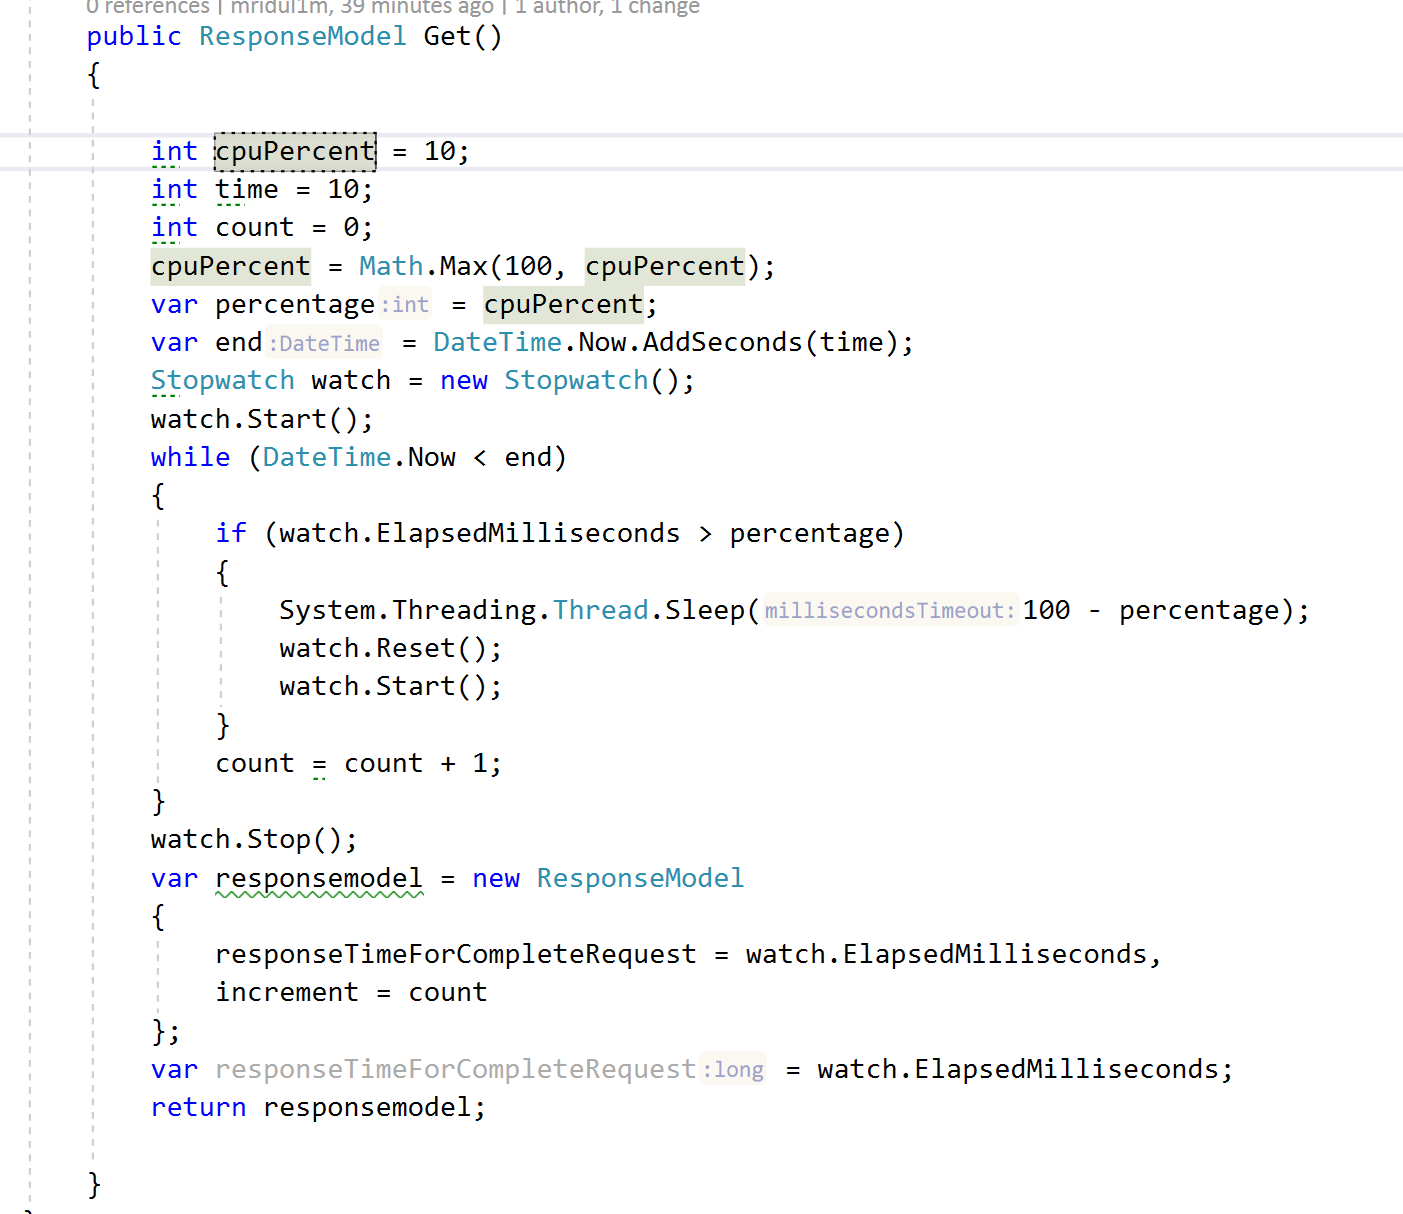 0 references | mridul1m, 39 minutes ago | 1 author, 1 change
public ResponseModel Get()
{
int cpuPercent = 10;
int time = 10;
int count = 0;
cpuPercent = Math.Max(100, cpuPercent);
var percentage:int = cpuPercent;
var end:DateTime = DateTime.Now.AddSeconds(time);
Stopwatch watch = new Stopwatch();
watch.Start();
while (DateTime.Now < end)
{
if (watch.ElapsedMilliseconds > percentage)
{
System.Threading.Thread.Sleep(millisecondsTimeout:100 - percentage);
watch.Reset();
watch.Start();
}
count = count + 1;
}
watch.Stop();
var responsemodel = new ResponseModel
{
responseTimeForCompleteRequest = watch.ElapsedMilliseconds,
increment = count
};
var responseTimeForCompleteRequest:long = watch.ElapsedMilliseconds;
return responsemodel;
}